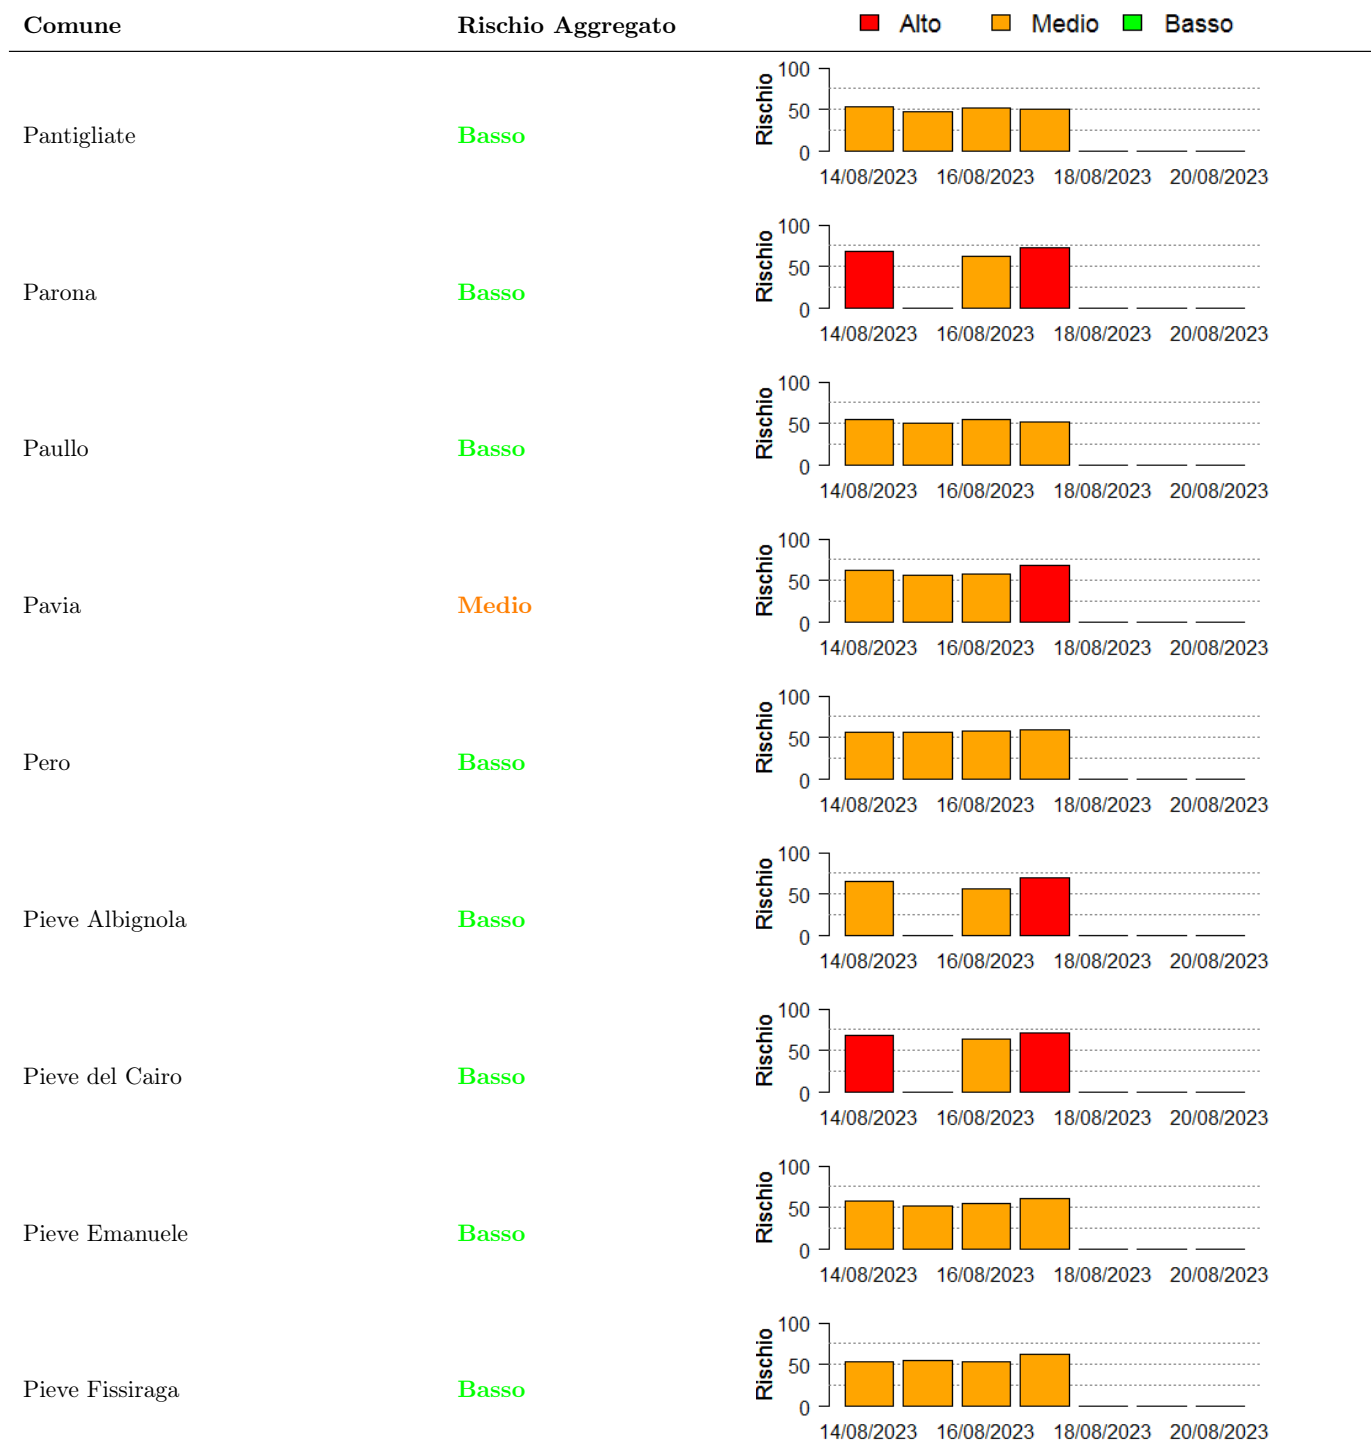 Comune Rischio Aggregato Alto Medio Basso
Pantigliate Basso
Rischio
100
50
0
14/08/2023 16/08/2023 18/08/2023 20/08/2023
Parona Basso
Rischio
100
50
0
14/08/2023 16/08/2023 18/08/2023 20/08/2023
Paullo Basso
Rischio
100
50
0
14/08/2023 16/08/2023 18/08/2023 20/08/2023
Pavia Medio
Rischio
100
50
0
14/08/2023 16/08/2023 18/08/2023 20/08/2023
Pero Basso
Rischio
100
50
0
14/08/2023 16/08/2023 18/08/2023 20/08/2023
Pieve Albignola Basso
Rischio
100
50
0
14/08/2023 16/08/2023 18/08/2023 20/08/2023
Pieve del Cairo Basso
Rischio
100
50
0
14/08/2023 16/08/2023 18/08/2023 20/08/2023
Pieve Emanuele Basso
Rischio
100
50
0
14/08/2023 16/08/2023 18/08/2023 20/08/2023
Pieve Fissiraga Basso
Rischio
100
50
0
14/08/2023 16/08/2023 18/08/2023 20/08/2023